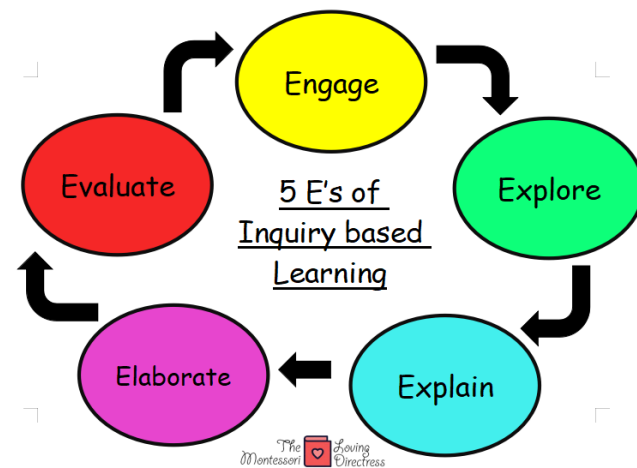 Engage
Explore
Explain
Elaborate
Evaluate
5 E's of
Inquiry based
Learning
The Loving
Montessori Directress